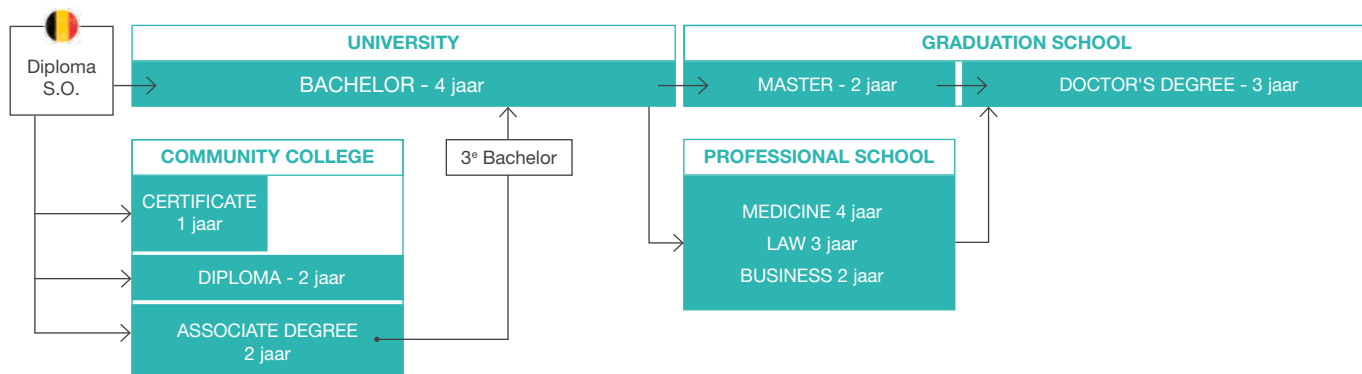 Diploma
S.O.
UNIVERSITY
BACHELOR - 4 jaar
GRADUATION SCHOOL
MASTER - 2 jaar
DOCTOR'S DEGREE - 3 jaar
COMMUNITY COLLEGE
CERTIFICATE
1 jaar
DIPLOMA - 2 jaar
ASSOCIATE DEGREE
2 jaar
3ᵉ Bachelor
PROFESSIONAL SCHOOL
MEDICINE 4 jaar
LAW 3 jaar
BUSINESS 2 jaar